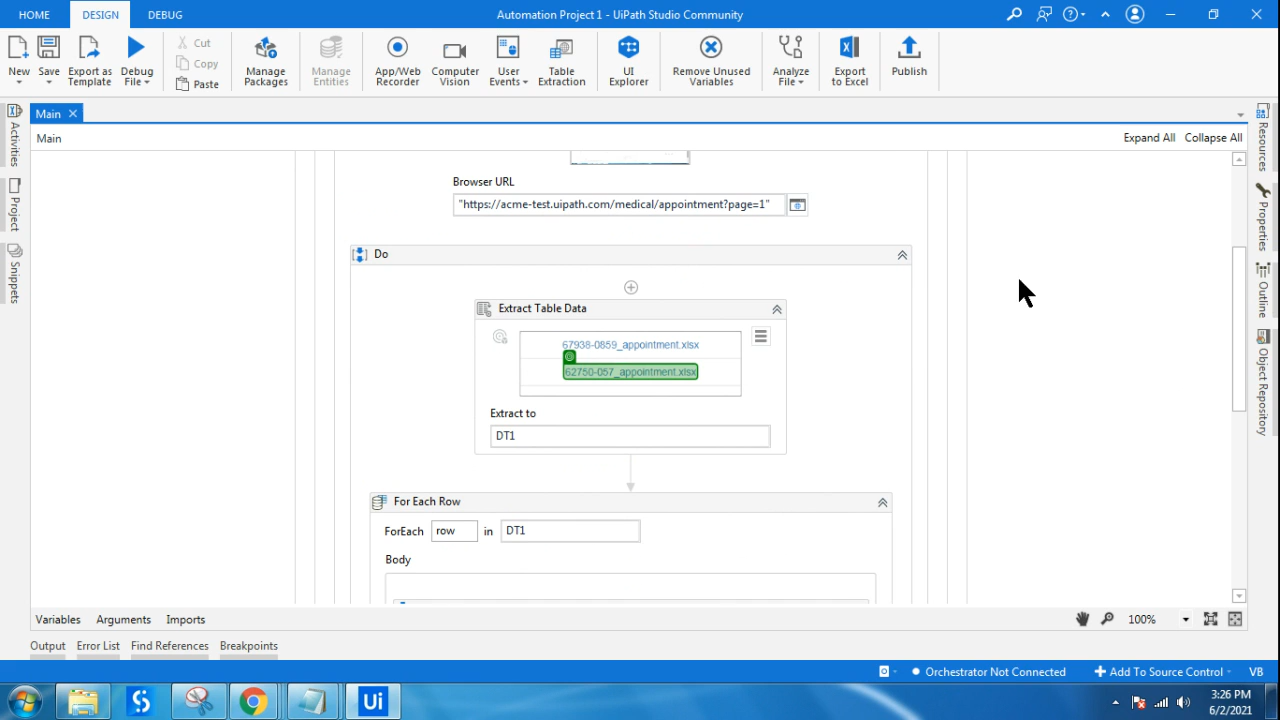 HOME DESIGN DEBUG Automation Project 1 - UiPath Studio Community
New Save Export as Template Debug File Cut Copy Paste Manage Packages Manage Entities App/Web Recorder Computer Vision User Events Table Extraction UI Explorer Remove Unused Variables Analyze File Export to Excel Publish
Main
Main Expand All Collapse All
Activities
Project
Snippets
Resources
Properties
Outline
Object Repository
Browser URL
"https://acme-test.uipath.com/medical/appointment?page=1"
Do
Extract Table Data
67938-0859_appointment.xlsx
62750-057_appointment.xlsx
Extract to
DT1
For Each Row
ForEach row in DT1
Body
Variables Arguments Imports 100%
Output Error List Find References Breakpoints
Orchestrator Not Connected Add To Source Control VB
Ui 3:26 PM
6/2/2021